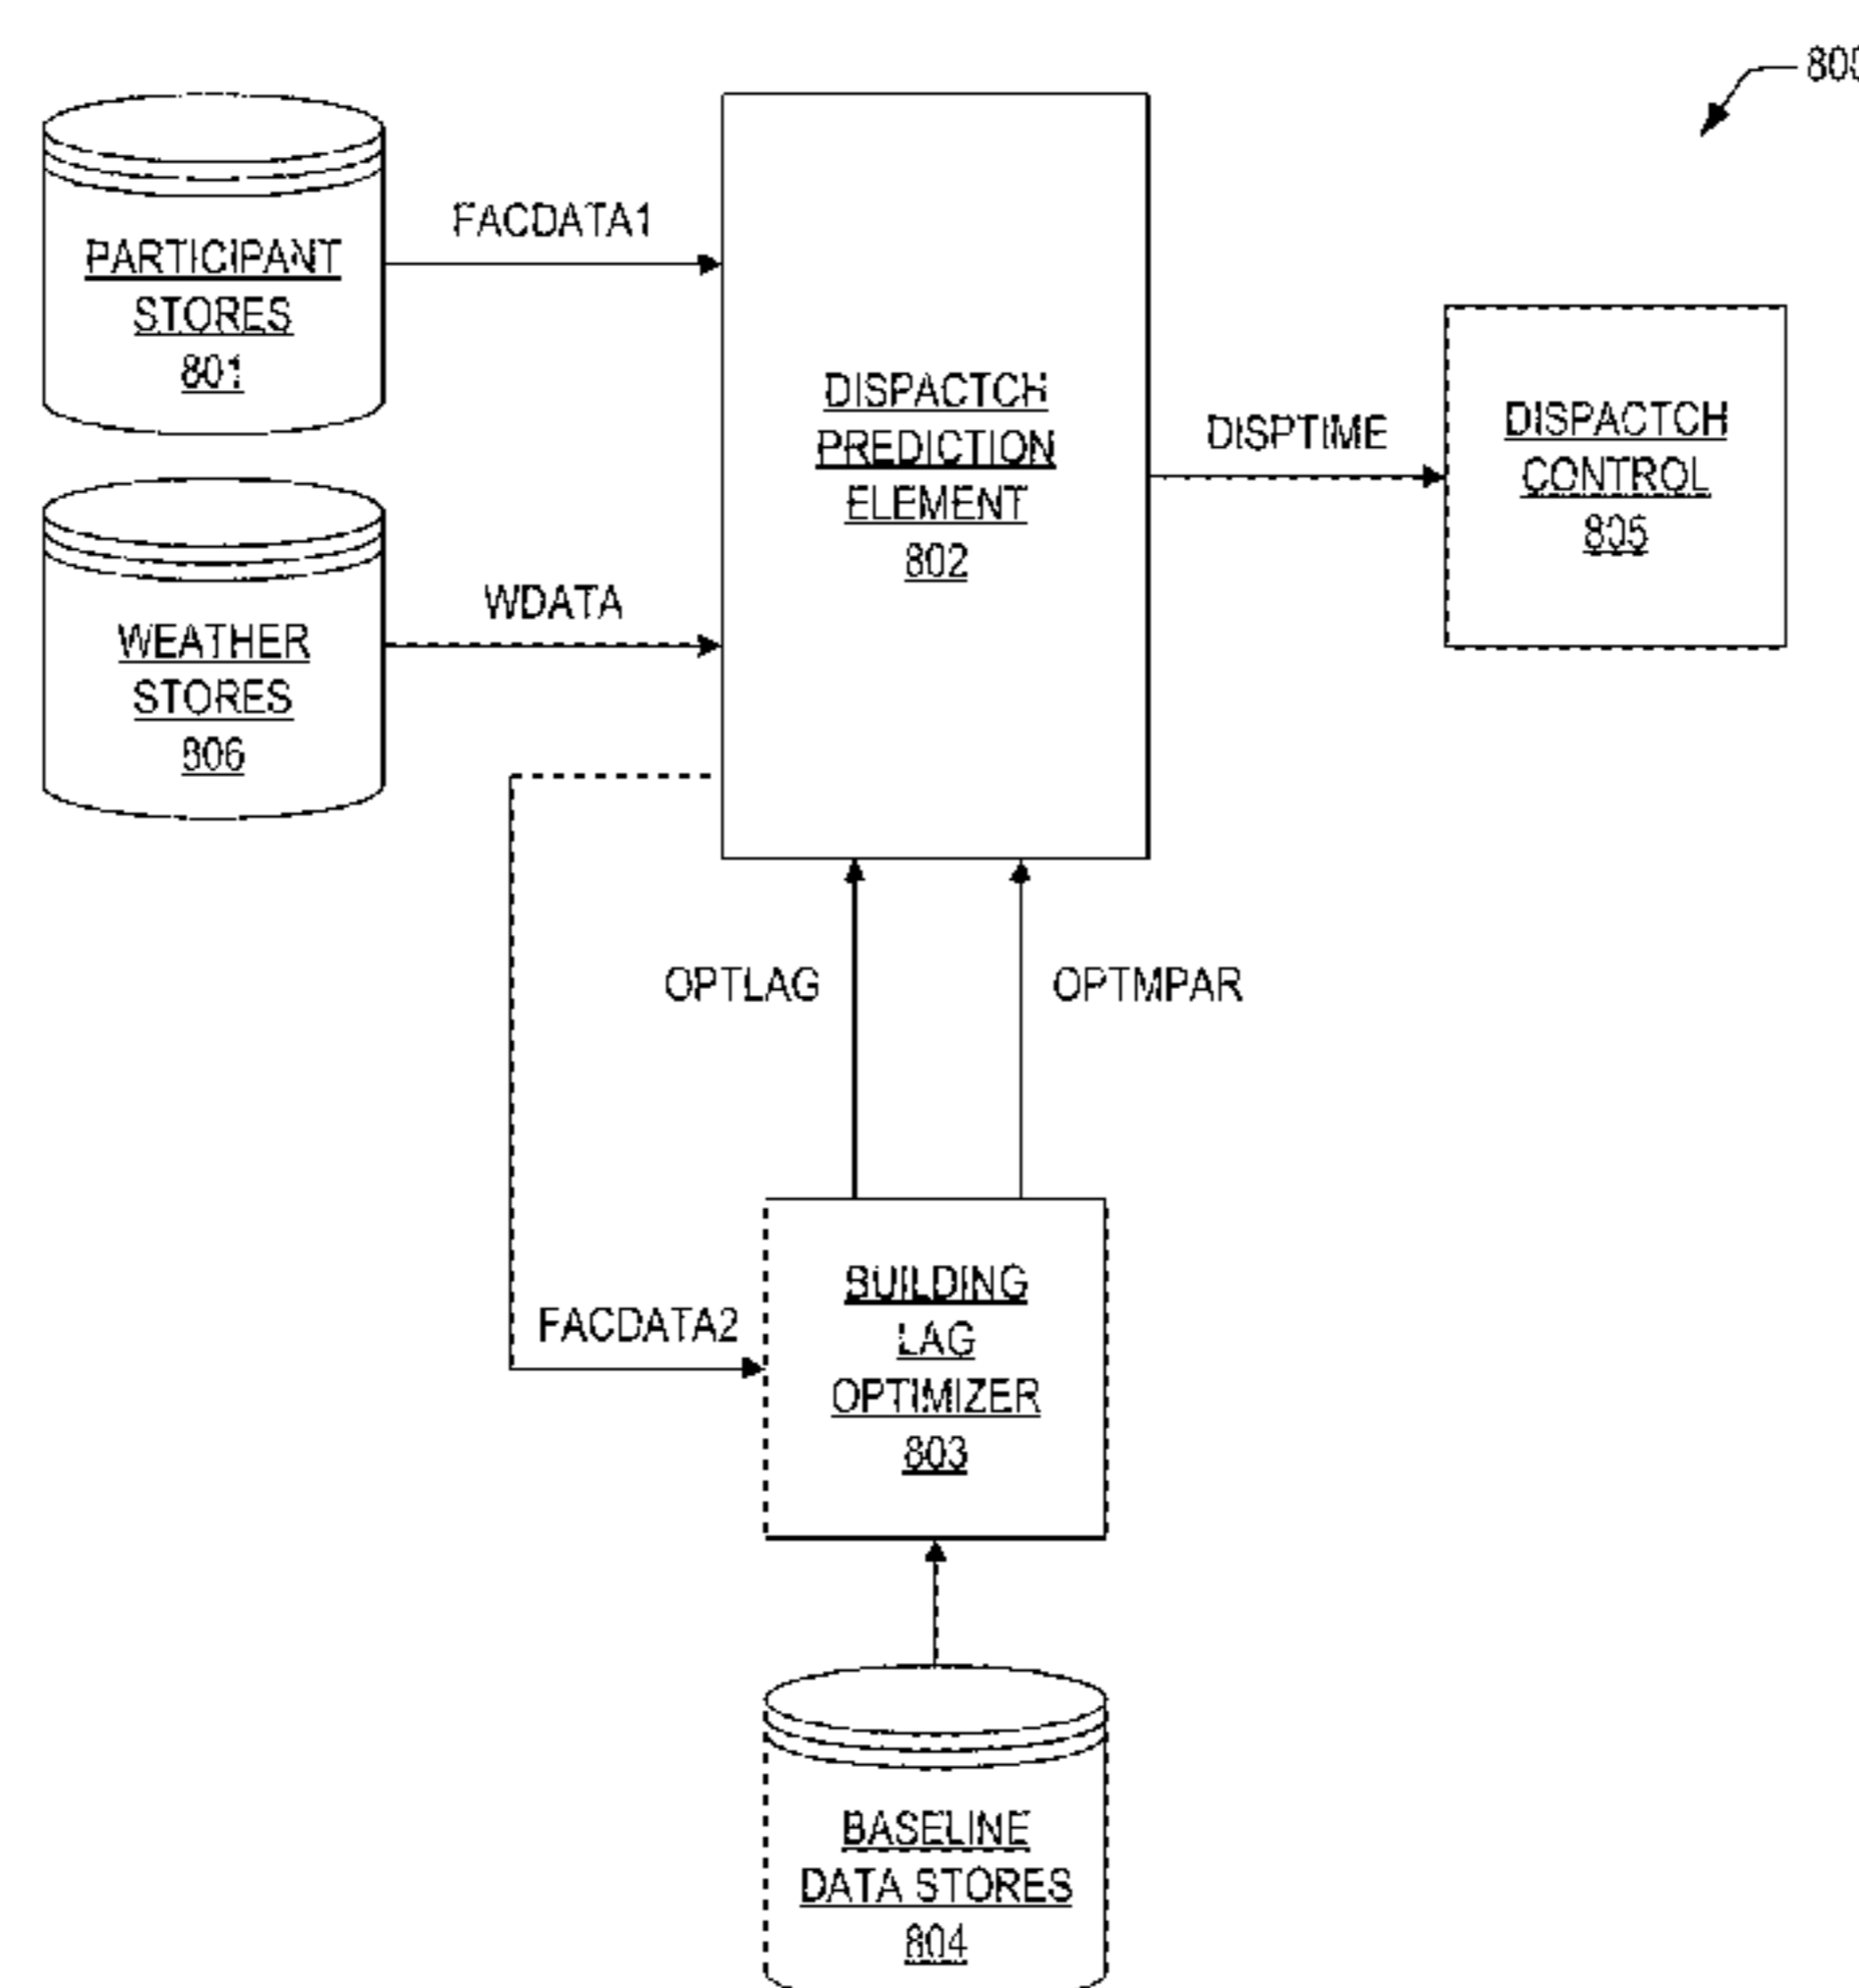 800
PARTICIPANT
STORES
801
FACDATA1
DISPACTCH
PREDICTION
ELEMENT
802
DISPTIME
DISPACTCH
CONTROL
805
WEATHER
STORES
806
WDATA
OPTLAG
OPTMPAR
FACDATA2
BUILDING
LAG
OPTIMIZER
803
BASELINE
DATA STORES
804